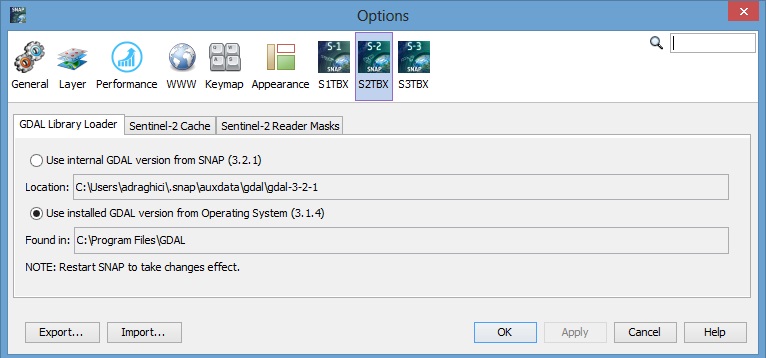 SNAP
Options
S-1 S-2 S-3
SNAP SNAP SNAP
General Layer Performance WWW Keymap Appearance S1TBX S2TBX S3TBX
GDAL Library Loader Sentinel-2 Cache Sentinel-2 Reader Masks
Use internal GDAL version from SNAP (3.2.1)
Location: C:\Users\adraghici\.snap\auxdata\gdal\gdal-3-2-1
Use installed GDAL version from Operating System (3.1.4)
Found in: C:\Program Files\GDAL
NOTE: Restart SNAP to take changes effect.
Export... Import... OK Apply Cancel Help